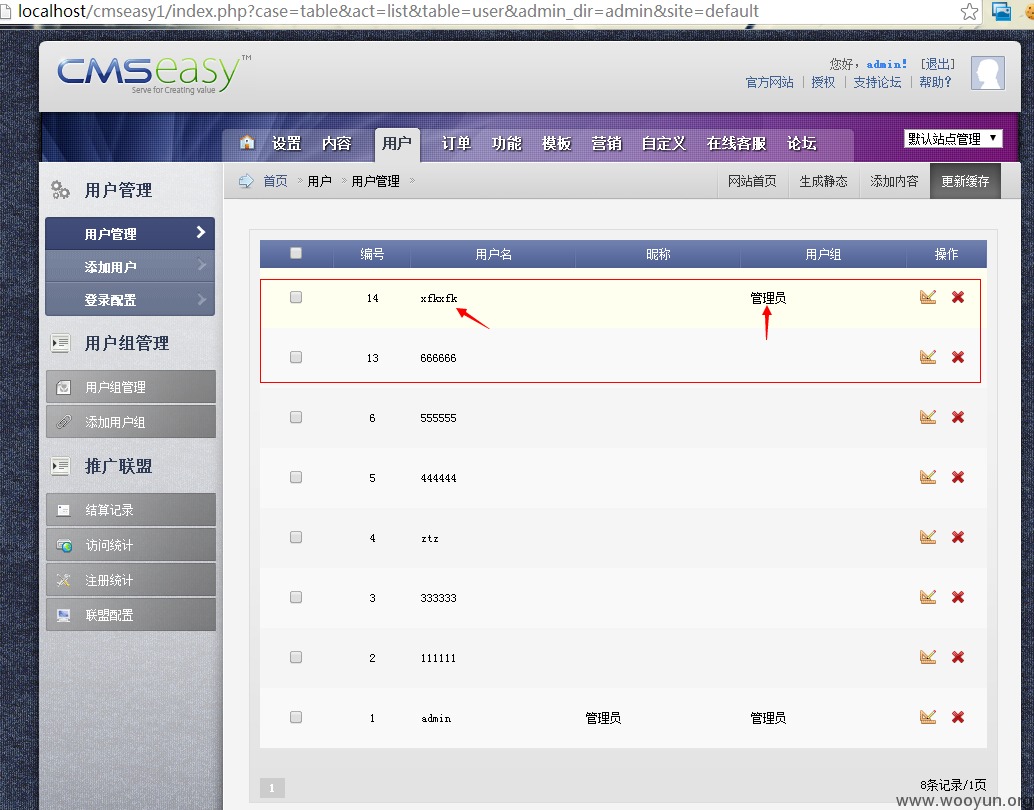 localhost/cmseasy1/index.php?case=table&act=list&table=user&admin_dir=admin&site=default
CMSeasy™
Serve for Creating value
您好，admin! [退出]
官方网站 授权 支持论坛 帮助?
设置 内容 用户 订单 功能 模板 营销 自定义 在线客服 论坛
默认站点管理
用户管理
首页 > 用户 > 用户管理 >
网站首页 生成静态 添加内容 更新缓存
用户管理
添加用户
登录配置
用户组管理
用户组管理
添加用户组
推广联盟
结算记录
访问统计
注册统计
联盟配置
编号 用户名 昵称 用户组 操作
14 xfkxfk 管理员
13 666666
6 555555
5 444444
4 ztz
3 333333
2 111111
1 admin 管理员 管理员
1
8条记录/1页
www.wooyun.org